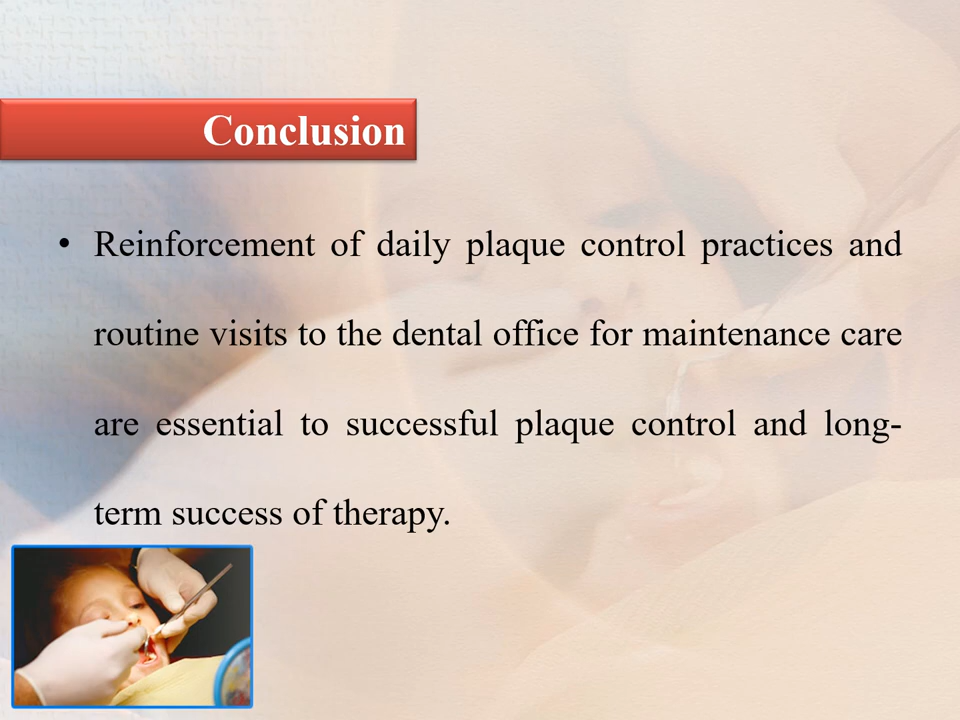 Conclusion
• Reinforcement of daily plaque control practices and
routine visits to the dental office for maintenance care
are essential to successful plaque control and long-
term success of therapy.